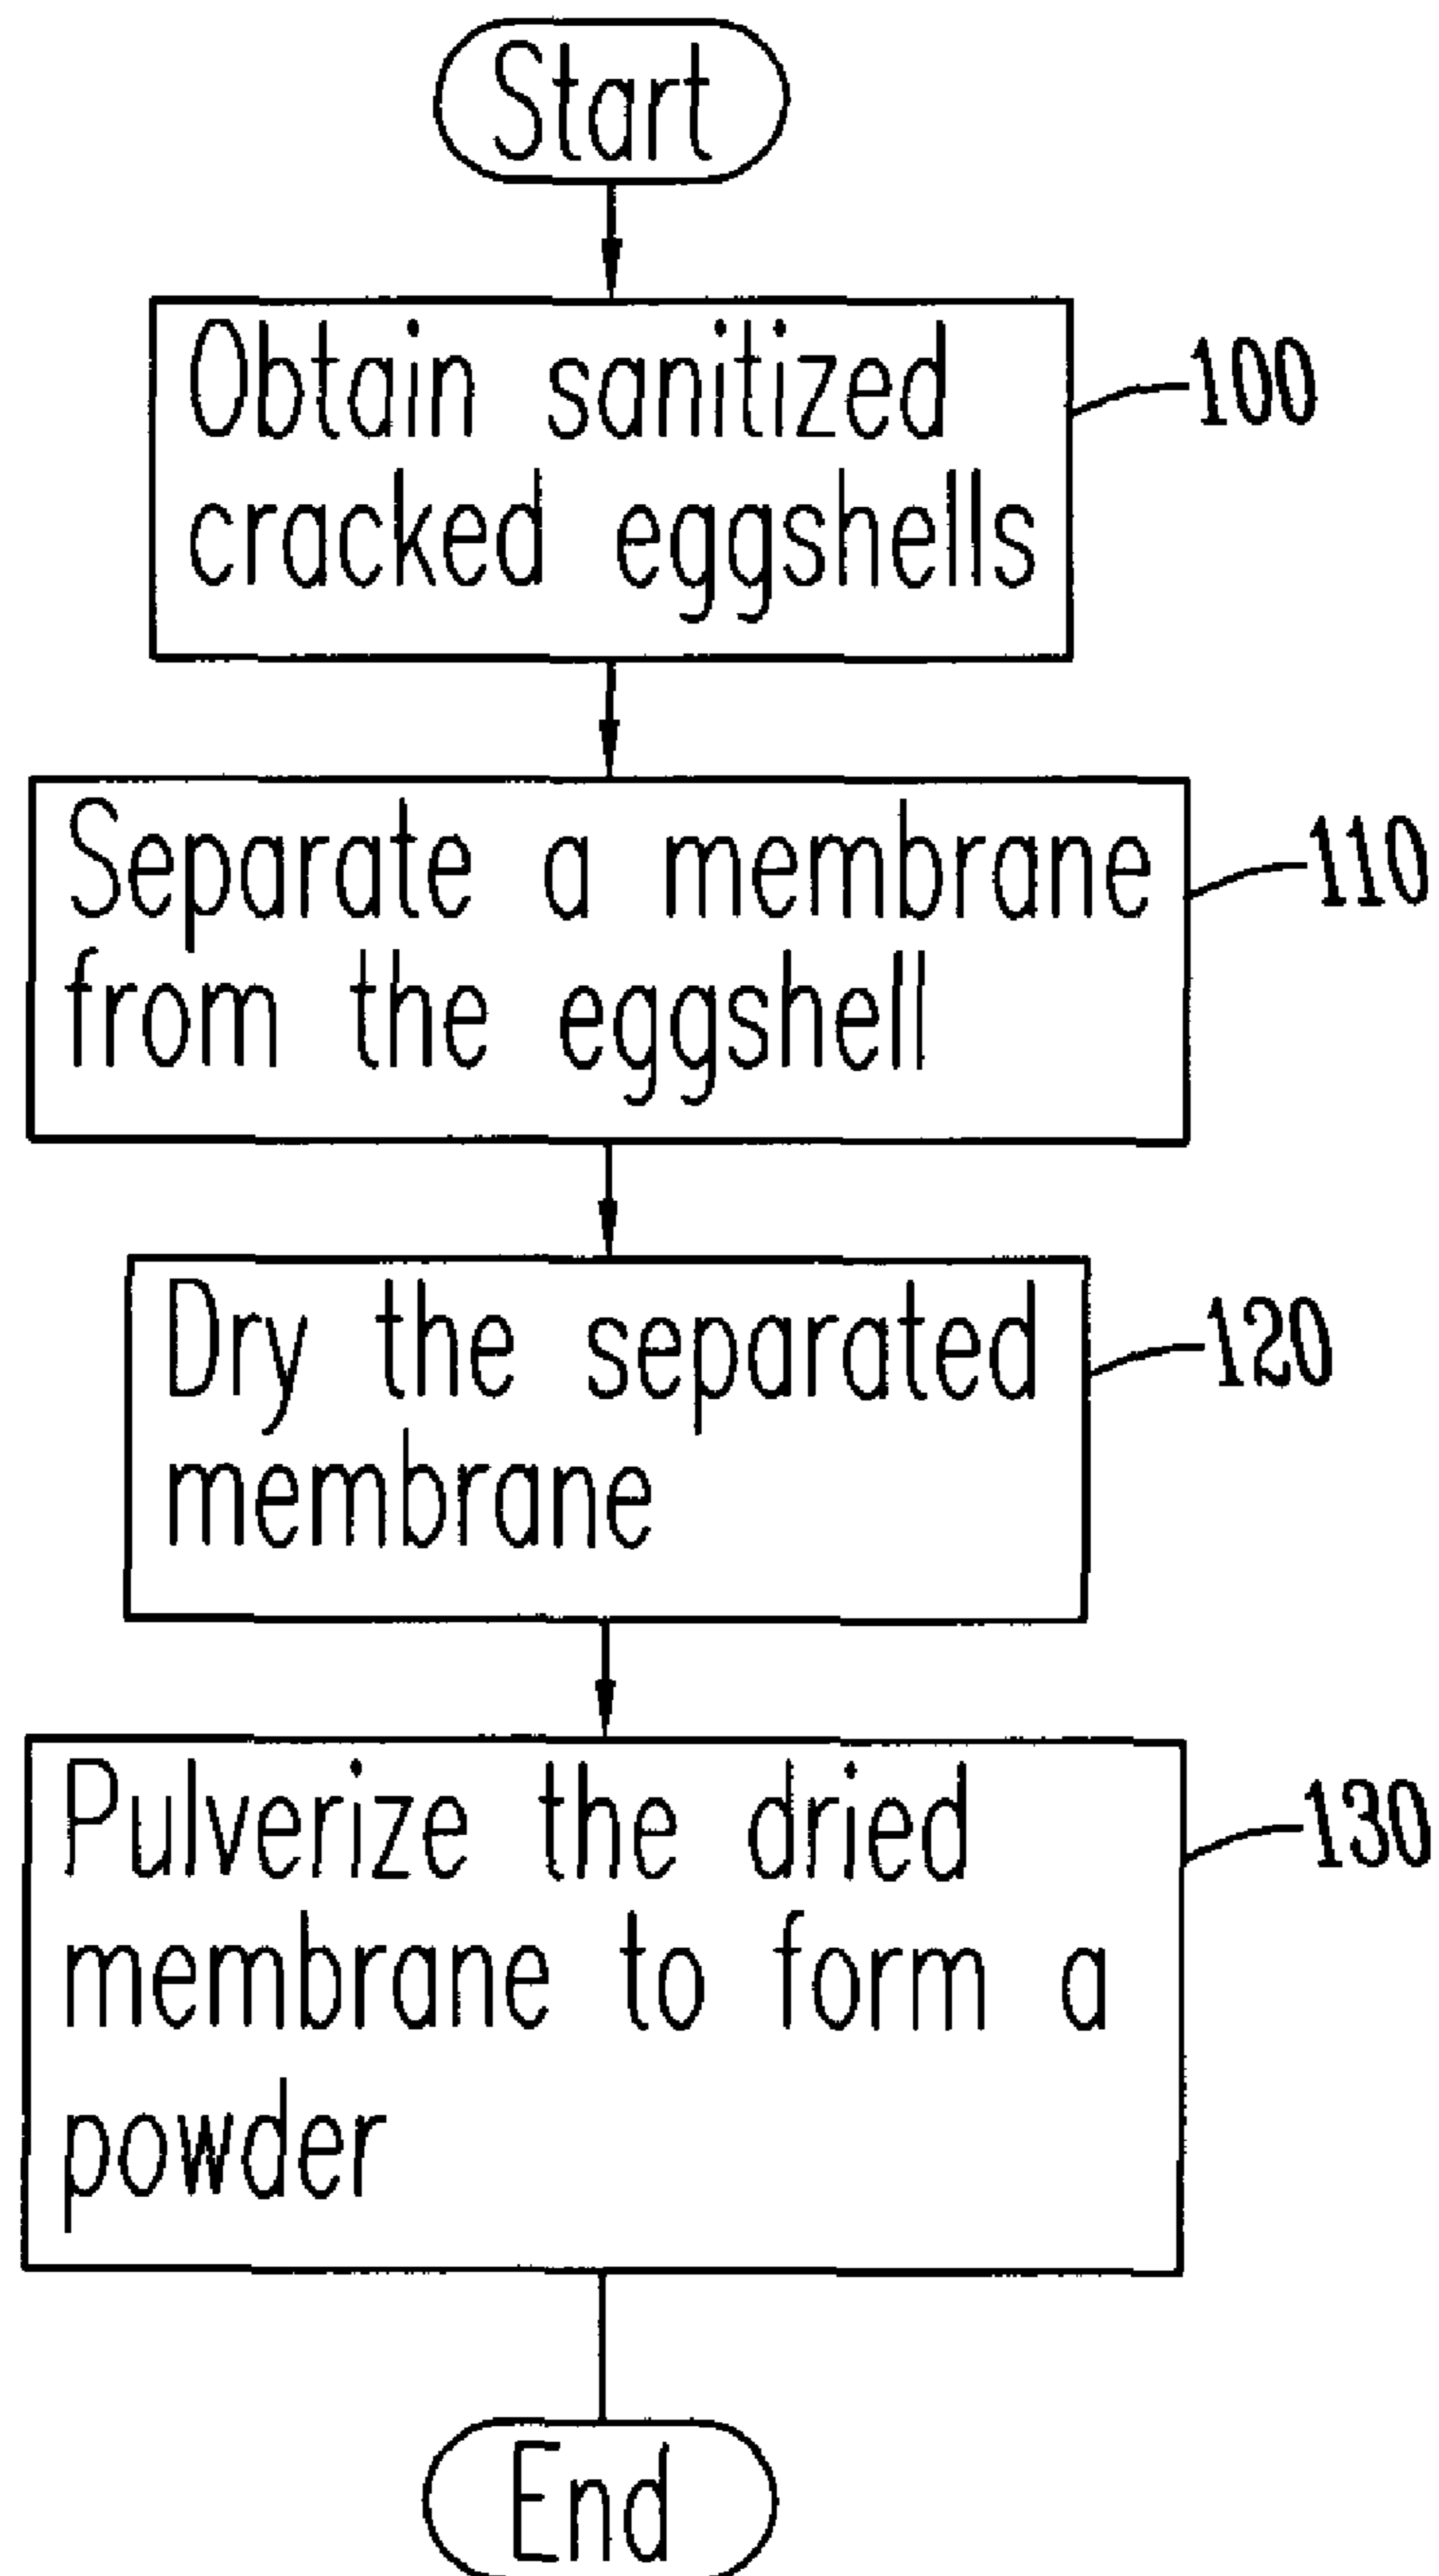 Start
Obtain sanitized
cracked eggshells
100
Separate a membrane
from the eggshell
110
Dry the separated
membrane
120
Pulverize the dried
membrane to form a
powder
130
End